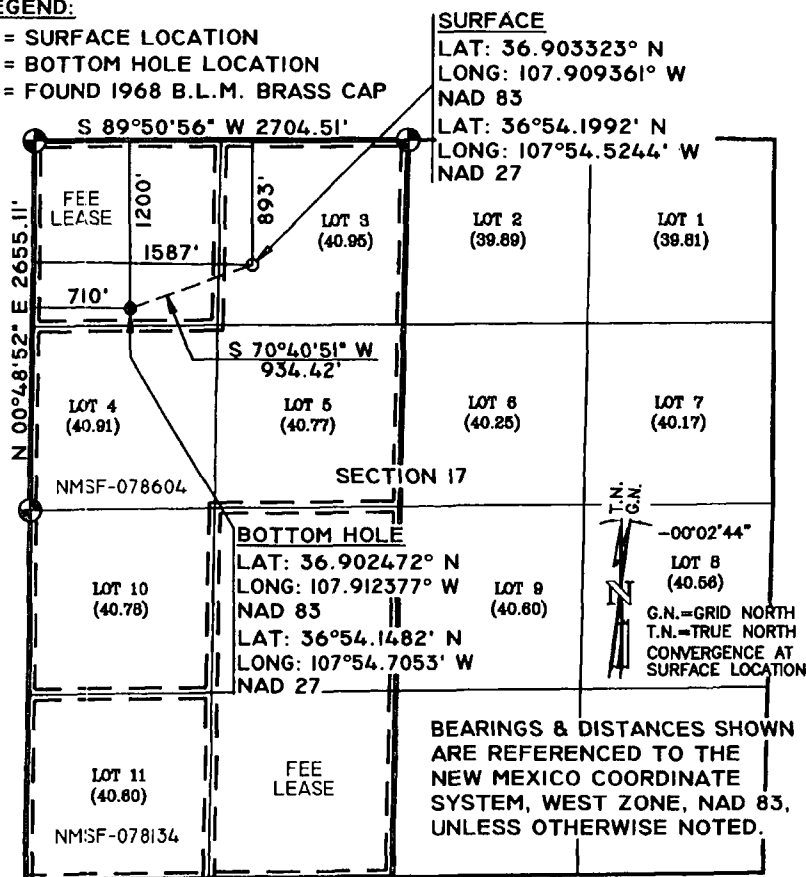 LEGEND:
= SURFACE LOCATION
= BOTTOM HOLE LOCATION
= FOUND 1968 B.L.M. BRASS CAP
SURFACE
LAT: 36.903323° N
LONG: 107.909361° W
NAD 83
LAT: 36°54.1992' N
LONG: 107°54.5244' W
NAD 27
S 89°50'56" W 2704.51'
N 00°48'52" E 2655.11'
FEE
LEASE
1200'
893'
1587'
710'
LOT 3
(40.95)
LOT 2
(39.89)
LOT 1
(39.81)
S 70°40'51" W
934.42'
LOT 4
(40.91)
LOT 5
(40.77)
LOT 6
(40.25)
LOT 7
(40.17)
NMSF-078604
SECTION 17
BOTTOM HOLE
LAT: 36.902472° N
LONG: 107.912377° W
NAD 83
LAT: 36°54.1482' N
LONG: 107°54.7053' W
NAD 27
LOT 10
(40.78)
LOT 9
(40.60)
T.N.
G.N.
-00°02'44"
LOT 8
(40.56)
N
G.N.=GRID NORTH
T.N.=TRUE NORTH
CONVERGENCE AT
SURFACE LOCATION
LOT 11
(40.60)
NMSF-078134
FEE
LEASE
BEARINGS & DISTANCES SHOWN
ARE REFERENCED TO THE
NEW MEXICO COORDINATE
SYSTEM, WEST ZONE, NAD 83,
UNLESS OTHERWISE NOTED.